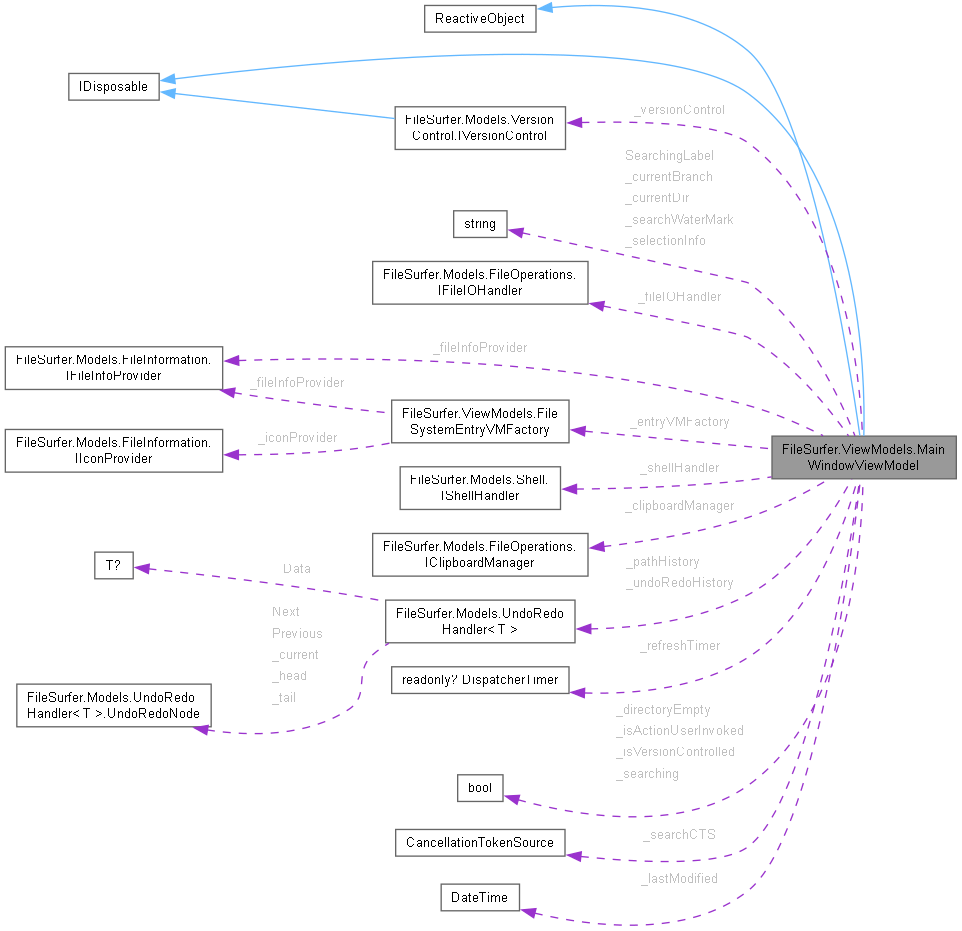 ReactiveObject
IDisposable
FileSurfer.Models.Version
Control.IVersionControl
_versionControl
SearchingLabel
_currentBranch
_currentDir
_searchWaterMark
_selectionInfo
string
FileSurfer.Models.FileOperations.
IFileIOHandler
_fileIOHandler
FileSurfer.Models.FileInformation.
IFileInfoProvider
_fileInfoProvider
_fileInfoProvider
FileSurfer.ViewModels.File
SystemEntryVMFactory
_entryVMFactory
FileSurfer.Models.FileInformation.
IIconProvider
_iconProvider
FileSurfer.ViewModels.Main
WindowViewModel
FileSurfer.Models.Shell.
IShellHandler
_shellHandler
_clipboardManager
FileSurfer.Models.FileOperations.
IClipboardManager
T?
Data
_pathHistory
_undoRedoHistory
FileSurfer.Models.UndoRedo
Handler< T >
Next
Previous
_current
_head
_tail
_refreshTimer
readonly? DispatcherTimer
FileSurfer.Models.UndoRedo
Handler< T >.UndoRedoNode
_directoryEmpty
_isActionUserInvoked
_isVersionControlled
_searching
bool
_searchCTS
CancellationTokenSource
_lastModified
DateTime